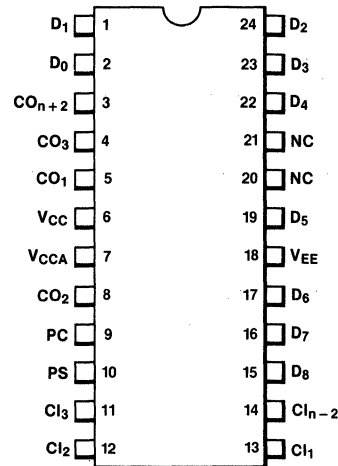 D1 1 24 D2
D0 2 23 D3
COn+2 3 22 D4
CO3 4 21 NC
CO1 5 20 NC
VCC 6 19 D5
VCCA 7 18 VEE
CO2 8 17 D6
PC 9 16 D7
PS 10 15 D8
CI3 11 14 CIn−2
CI2 12 13 CI1